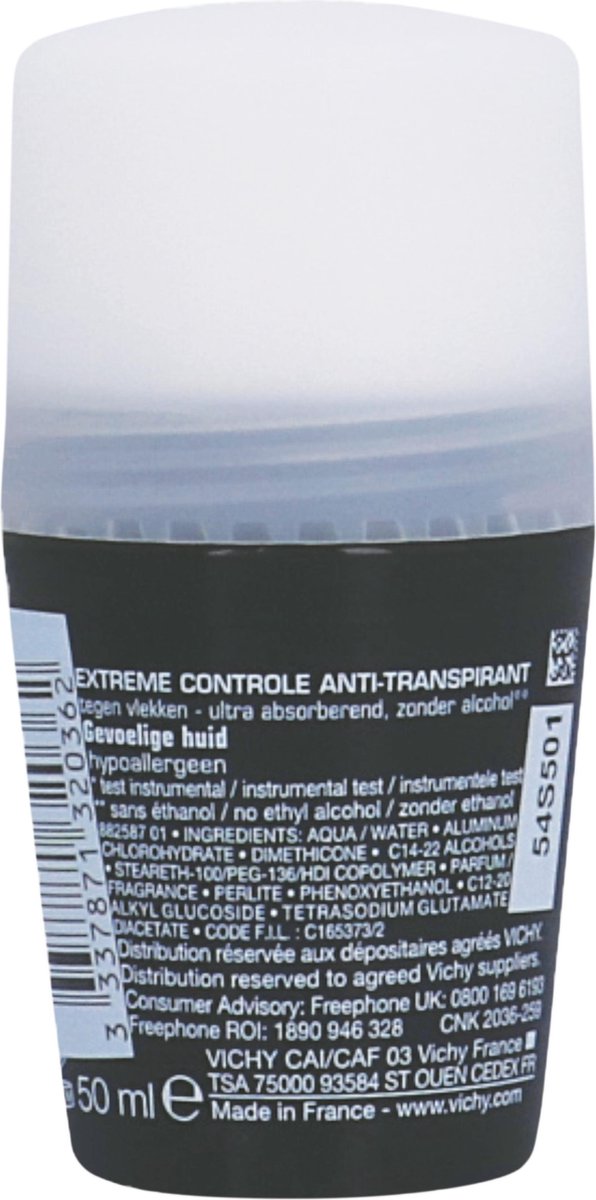 EXTREME CONTROLE ANTI-TRANSPIRANT
tegen vlekken - ultra absorberend, zonder alcohol**
Gevoelige huid
hypoallergeen
* test instrumental / instrumental test / instrumentele test
** sans éthanol / no ethyl alcohol / zonder ethanol
882587 01 • INGREDIENTS: AQUA / WATER • ALUMINUM
CHLOROHYDRATE • DIMETHICONE • C14-22 ALCOHOLS
• STEARETH-100/PEG-136/HDI COPOLYMER • PARFUM /
FRAGRANCE • PERLITE • PHENOXYETHANOL • C12-20
ALKYL GLUCOSIDE • TETRASODIUM GLUTAMATE
DIACETATE • CODE F.I.L. : C165373/2
Distribution réservée aux dépositaires agréés VICHY.
Distribution reserved to agreed Vichy suppliers.
Consumer Advisory: Freephone UK: 0800 169 6193
Freephone ROI: 1890 946 328 CNK 2036-259
VICHY CAI/CAF 03 Vichy France
TSA 75000 93584 ST OUEN CEDEX FR
50 ml e Made in France - www.vichy.com
3 337871 320362
54S501